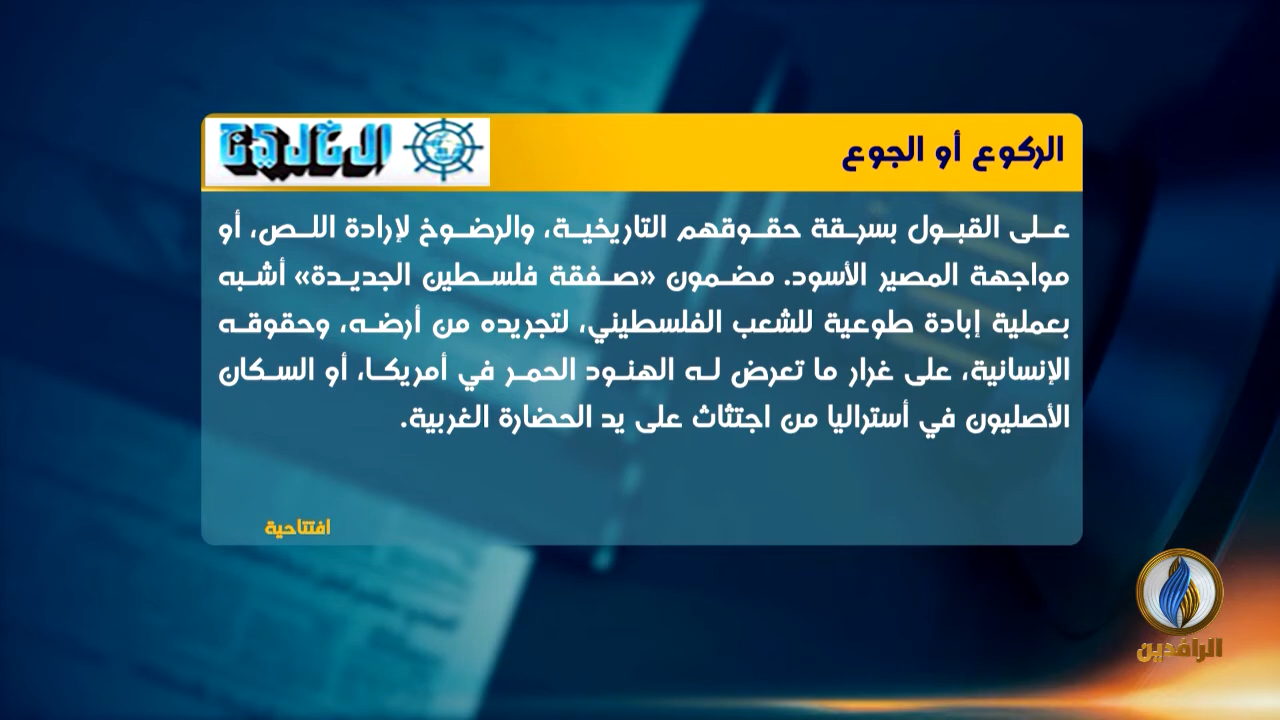 الركوع أو الجوع
الخليج
على القبول بسرقة حقوقهم التاريخية، والرضوخ لإرادة اللص، أو
مواجهة المصير الأسود. مضمون «صفقة فلسطين الجديدة» أشبه
بعملية إبادة طوعية للشعب الفلسطيني، لتجريده من أرضه، وحقوقه
الإنسانية، على غرار ما تعرض له الهنود الحمر في أمريكا، أو السكان
الأصليون في أستراليا من اجتثاث على يد الحضارة الغربية.
افتتاحية
الرافدين